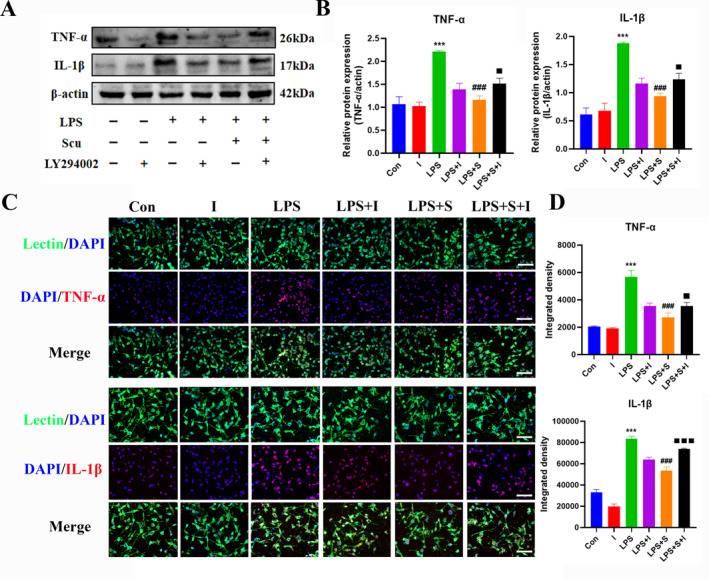 A
TNF-α
26kDa
IL-1β
17kDa
β-actin
42kDa
LPS
− − + + + +
Scu
− − − − + +
LY294002
− + − + − +
B
TNF-α
Relative protein expression
(TNF-α/actin)
2.5
2.0
1.5
1.0
0.5
0.0
***
###
■
Con
I
LPS
LPS+I
LPS+S
LPS+S+I
IL-1β
Relative protein expression
(IL-1β/actin)
2.0
1.5
1.0
0.5
0.0
***
###
■
Con
I
LPS
LPS+I
LPS+S
LPS+S+I
C
Con I LPS LPS+I LPS+S LPS+S+I
Lectin/DAPI
DAPI/TNF-α
Merge
Lectin/DAPI
DAPI/IL-1β
Merge
D
TNF-α
Integrated density
8000
6000
4000
2000
0
***
###
■
Con
I
LPS
LPS+I
LPS+S
LPS+S+I
IL-1β
Integrated density
100000
80000
60000
40000
20000
0
***
###
■■■
Con
I
LPS
LPS+I
LPS+S
LPS+S+I